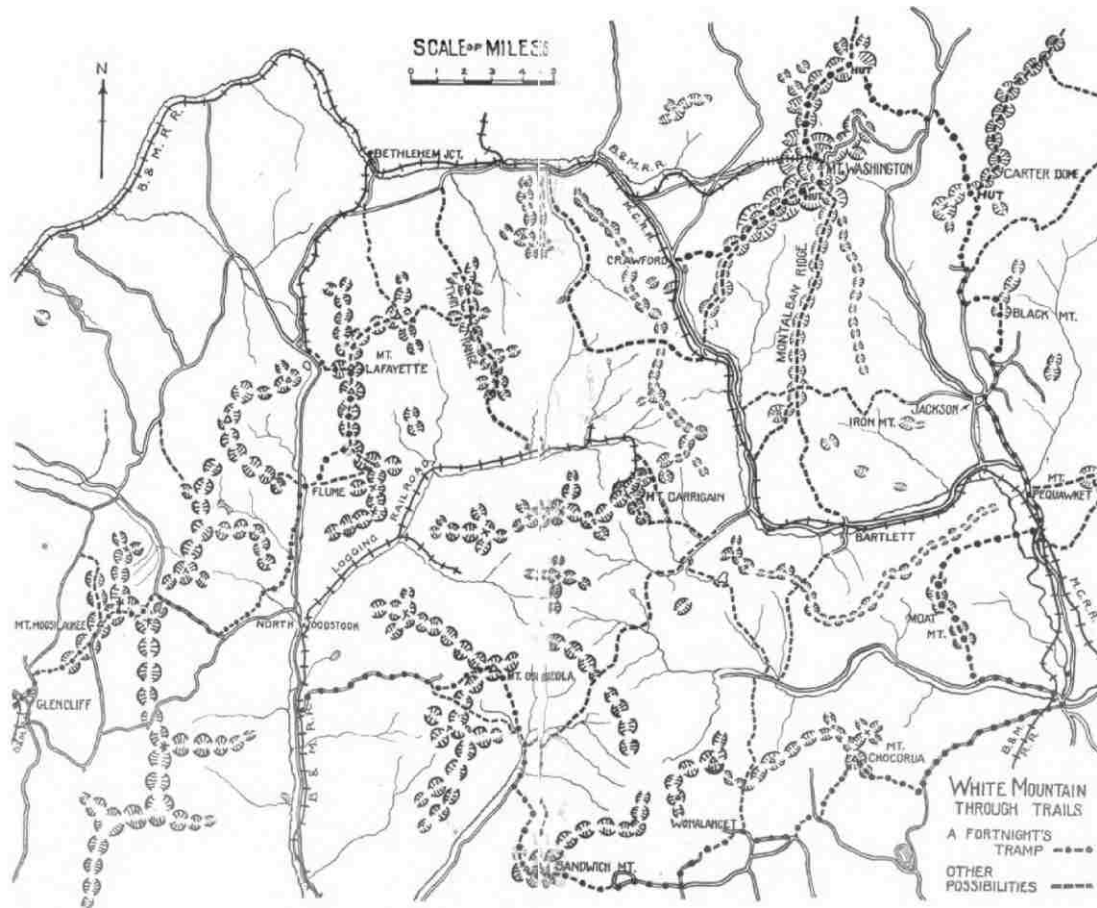 SCALE OF MILES
0 1 2 3 4 5
N
B. & M. R. R.
BETHLEHEM JCT.
B. & M. R. R.
M.C.R.R.
HUT
MT. WASHINGTON
HUT
HUT
CARTER DOME
CRAWFORD
MONTALBAN RIDGE
BLACK MT.
MT.
LAFAYETTE
JACKSON
IRON MT.
FLUME
LOGGING RAILROAD
MT. CARRIGAIN
MT.
PEQUAWKET
BARTLETT
MT. MOOSILAUKEE
NORTH WOODSTOCK
MOAT
MT.
M.C.R.R.
MT. OSCEOLA
GLENCLIFF
B. & M. R. R.
B. & M.
R. R.
MT.
CHOCORUA
WONALANCET
SANDWICH MT.
WHITE MOUNTAIN
THROUGH TRAILS
A FORTNIGHT'S
TRAMP
OTHER
POSSIBILITIES